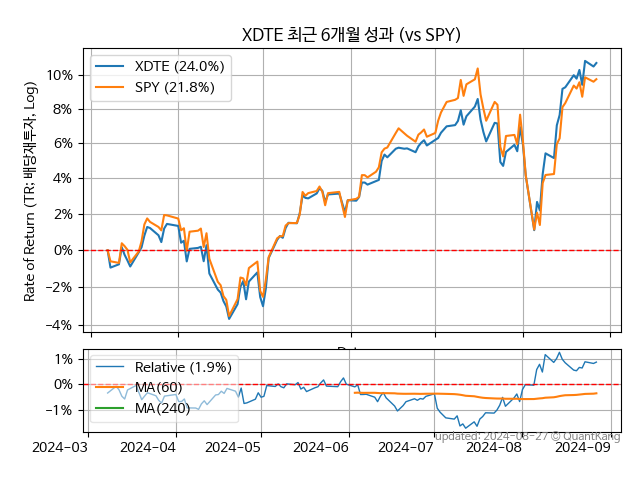 XDTE 최근 6개월 성과 (vs SPY)
Rate of Return (TR: 배당재투자, Log)
XDTE (24.0%)
SPY (21.8%)
10%
8%
6%
4%
2%
0%
−2%
−4%
Relative (1.9%)
MA(60)
MA(240)
1%
0%
−1%
2024-03
2024-04
2024-05
2024-06
2024-07
2024-08
2024-09
updated: 2024-08-27 © QuantKang